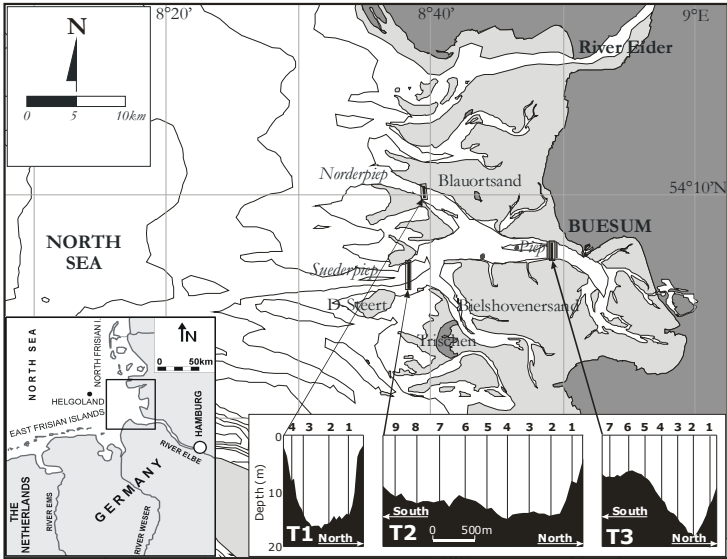 8°20' 8°40' 9°E
N
0 5 10km
River Eider
Norderpiep
Blauortsand
54°10'N
NORTH
SEA
BUESUM
Piep
Suederpiep
D-Steert
Bielshovenersand
Trischen
NORTH SEA
NORTH FRISIAN I.
N
0 50km
HELGOLAND
EAST FRISIAN ISLANDS
HAMBURG
RIVER ELBE
GERMANY
THE
NETHERLANDS
RIVER EMS
RIVER WESER
Depth (m)
0
10
20
4 3 2 1
T1 North
9 8 7 6 5 4 3 2 1
South
T2 0 500m North
7 6 5 4 3 2 1
South
T3 North